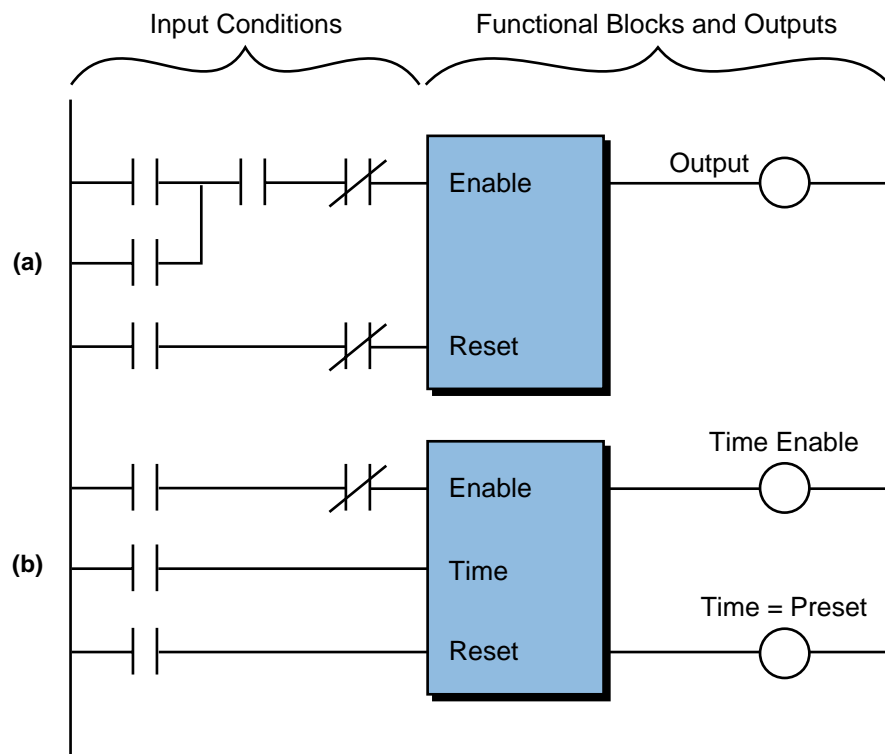 Input Conditions
Functional Blocks and Outputs
Enable
Output
(a)
Reset
Time Enable
Enable
(b)
Time
Time = Preset
Reset